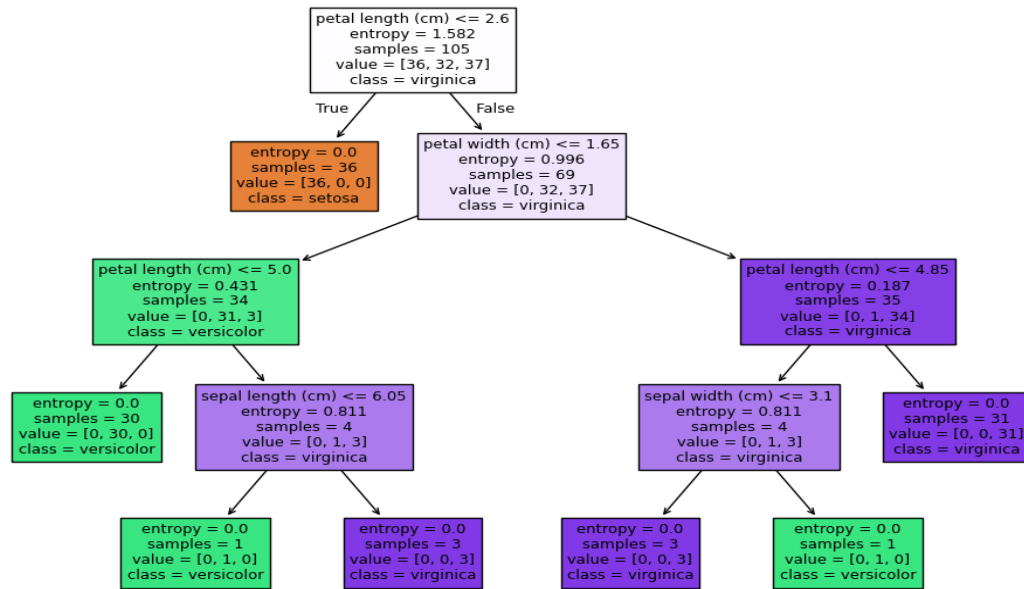 petal length (cm) <= 2.6
entropy = 1.582
samples = 105
value = [36, 32, 37]
class = virginica
True
False
entropy = 0.0
samples = 36
value = [36, 0, 0]
class = setosa
petal width (cm) <= 1.65
entropy = 0.996
samples = 69
value = [0, 32, 37]
class = virginica
petal length (cm) <= 5.0
entropy = 0.431
samples = 34
value = [0, 31, 3]
class = versicolor
petal length (cm) <= 4.85
entropy = 0.187
samples = 35
value = [0, 1, 34]
class = virginica
entropy = 0.0
samples = 30
value = [0, 30, 0]
class = versicolor
sepal length (cm) <= 6.05
entropy = 0.811
samples = 4
value = [0, 1, 3]
class = virginica
sepal width (cm) <= 3.1
entropy = 0.811
samples = 4
value = [0, 1, 3]
class = virginica
entropy = 0.0
samples = 31
value = [0, 0, 31]
class = virginica
entropy = 0.0
samples = 1
value = [0, 1, 0]
class = versicolor
entropy = 0.0
samples = 3
value = [0, 0, 3]
class = virginica
entropy = 0.0
samples = 3
value = [0, 0, 3]
class = virginica
entropy = 0.0
samples = 1
value = [0, 1, 0]
class = versicolor